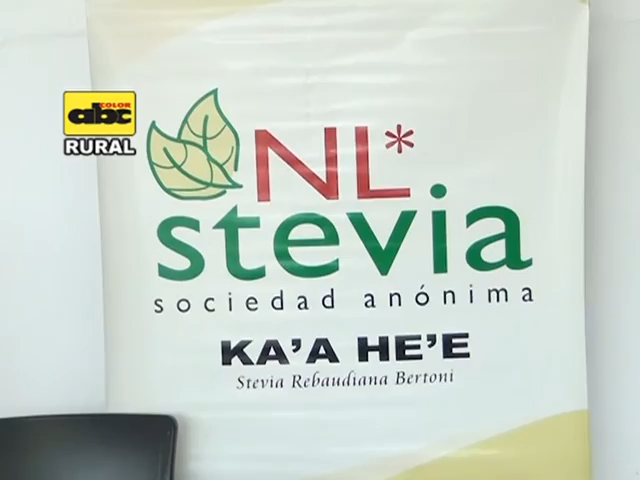 abc COLOR
RURAL
NL*
stevia
sociedad anónima
KA'A HE'E
Stevia Rebaudiana Bertoni